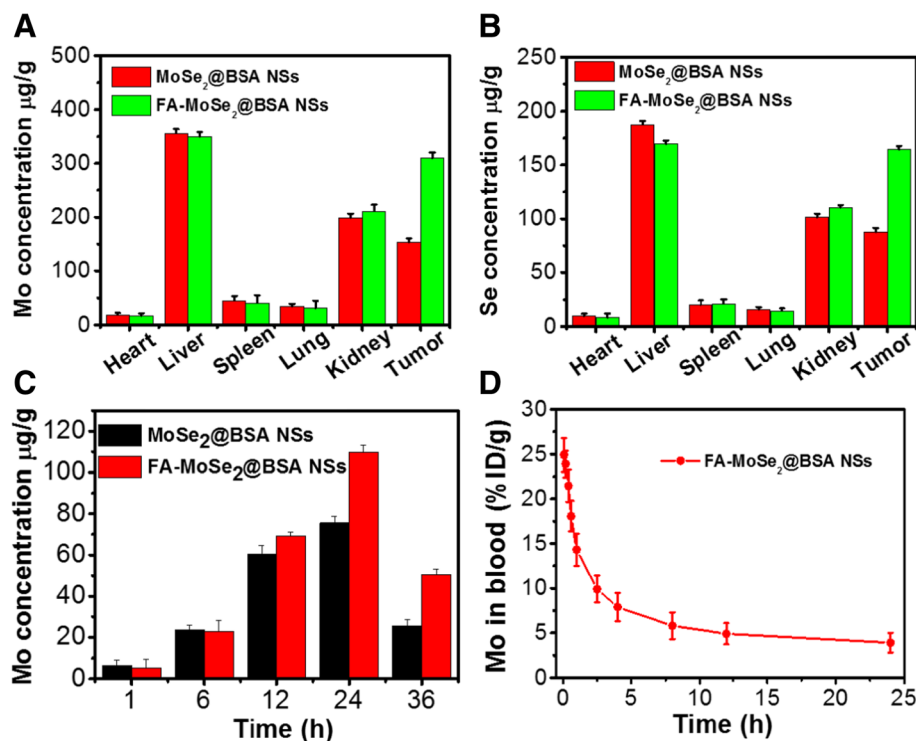 A
Mo concentration µg/g
500
400
300
200
100
0
MoSe2@BSA NSs
FA-MoSe2@BSA NSs
Heart Liver Spleen Lung Kidney Tumor
B
Se concentration µg/g
250
200
150
100
50
0
MoSe2@BSA NSs
FA-MoSe2@BSA NSs
Heart Liver Spleen Lung Kidney Tumor
C
Mo concentration µg/g
120
100
80
60
40
20
0
MoSe2@BSA NSs
FA-MoSe2@BSA NSs
1 6 12 24 36
Time (h)
D
Mo in blood (% ID/g)
30
25
20
15
10
5
0
FA-MoSe2@BSA NSs
0 5 10 15 20 25
Time (h)